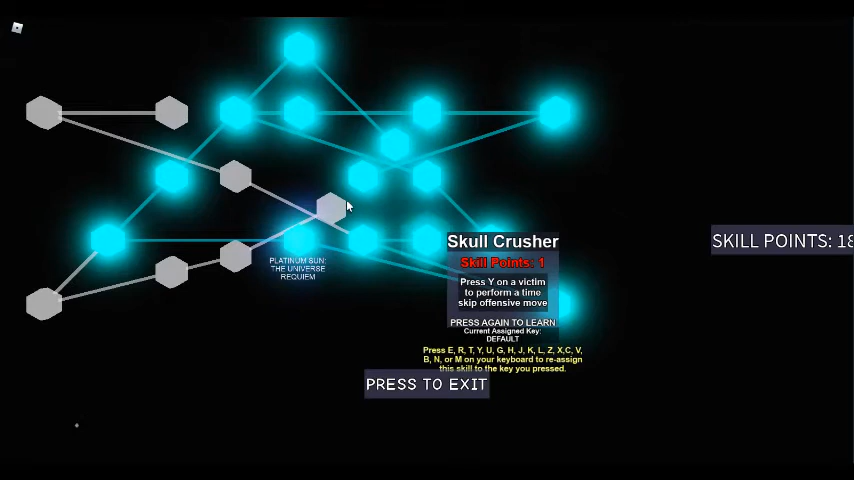 SKILL POINTS: 18
Skull Crusher
Skill Points: 1
PLATINUM SUN:
THE UNIVERSE
REQUIEM
Press Y on a victim
to perform a time
skip offensive move
PRESS AGAIN TO LEARN
Current Assigned Key:
DEFAULT
Press E, R, T, Y, U, G, H, J, K, L, Z, X,C, V,
B, N, or M on your keyboard to re-assign
this skill to the key you pressed.
PRESS TO EXIT